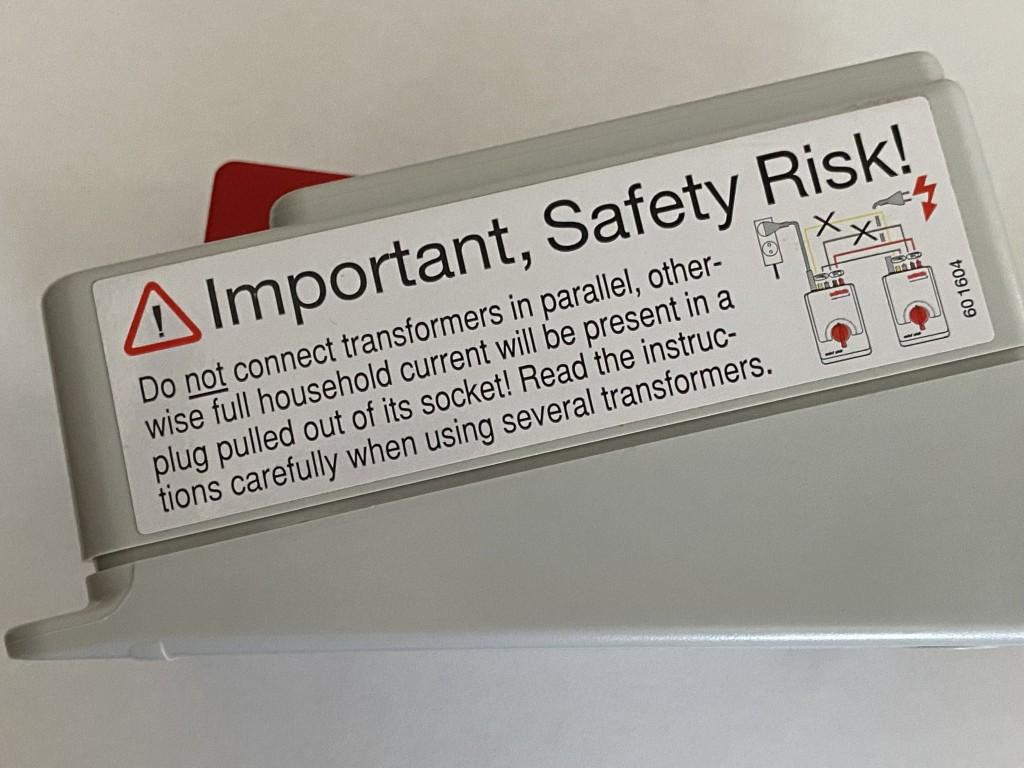 Important, Safety Risk!
Do not connect transformers in parallel, other-
wise full household current will be present in a
plug pulled out of its socket! Read the instruc-
tions carefully when using several transformers.
601604